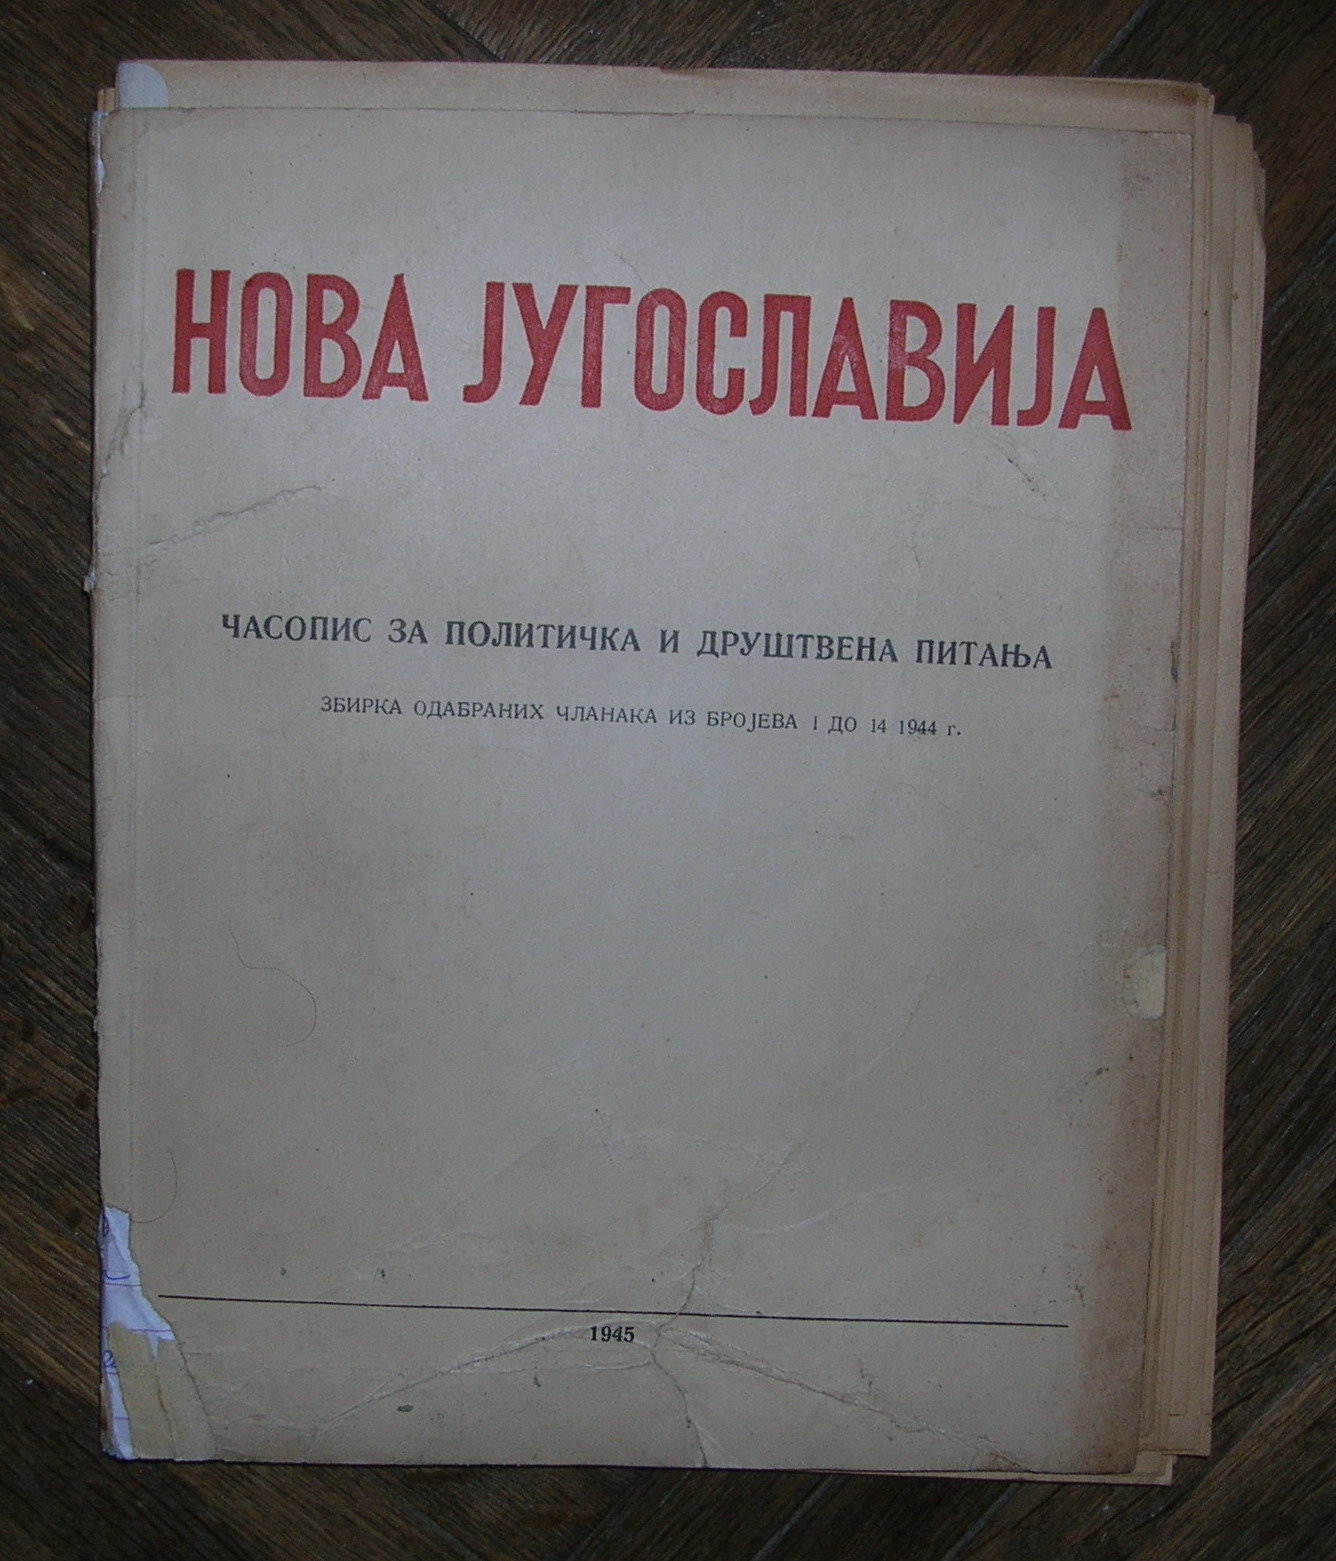 НОВА ЈУГОСЛАВИЈА
ЧАСОПИС ЗА ПОЛИТИЧКА И ДРУШТВЕНА ПИТАЊА
ЗБИРКА ОДАБРАНИХ ЧЛАНАКА ИЗ БРОЈЕВА 1 ДО 14 1944 г.
1945